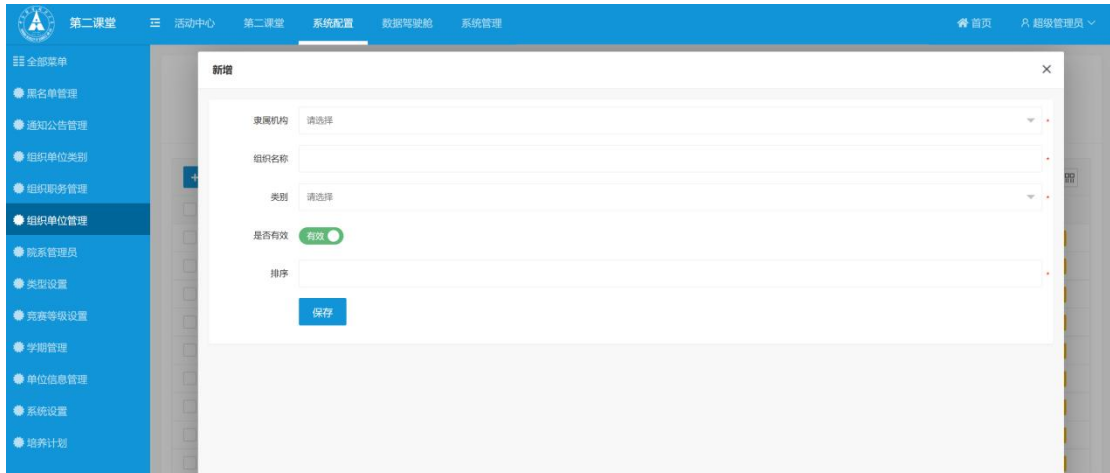 第二课堂
活动中心
第二课堂
系统配置
数据驾驶舱
系统管理
首页
超级管理员
全部菜单
黑名单管理
通知公告管理
组织单位类别
组织职务管理
组织单位管理
院系管理员
类型设置
竞赛等级设置
学期管理
单位信息管理
系统设置
培养计划
新增
隶属机构 请选择 *
组织名称 *
类别 请选择 *
是否有效 有效
排序 *
保存